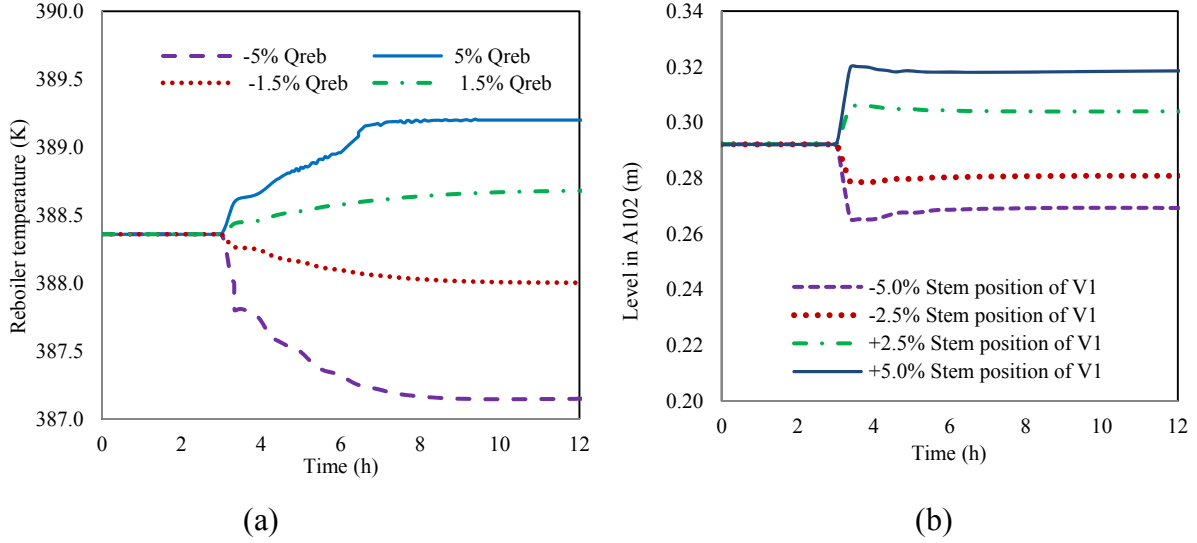 390.0
389.5
389.0
388.5
388.0
387.5
387.0
Reboiler temperature (K)
-5% Qreb
5% Qreb
-1.5% Qreb
1.5% Qreb
0 2 4 6 8 10 12
Time (h)
(a)
0.34
0.32
0.30
0.28
0.26
0.24
0.22
0.20
Level in A102 (m)
-5.0% Stem position of V1
-2.5% Stem position of V1
+2.5% Stem position of V1
+5.0% Stem position of V1
0 2 4 6 8 10 12
Time (h)
(b)